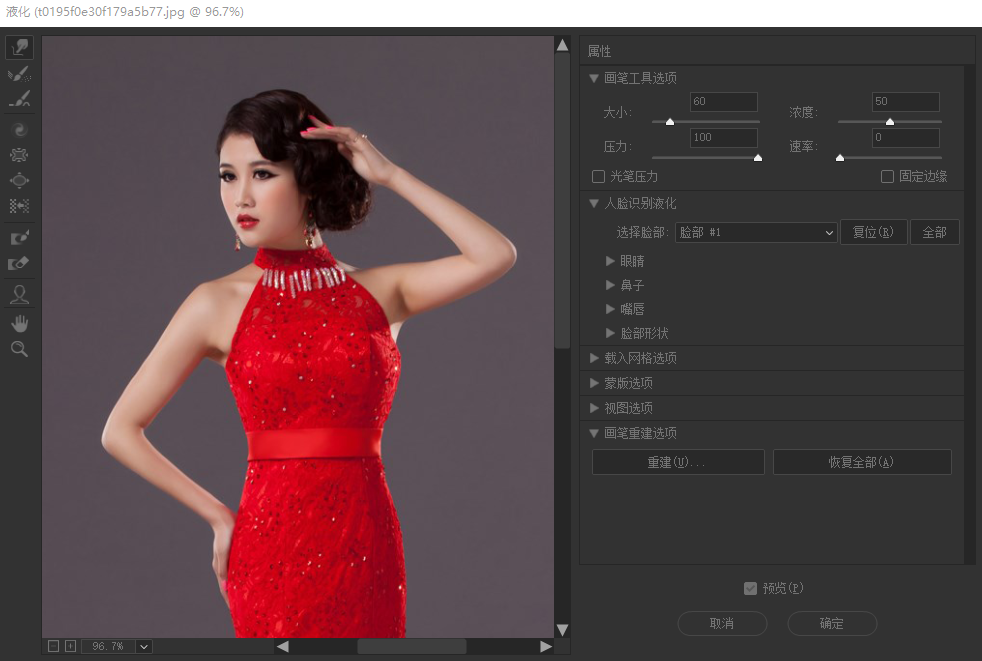 液化 (t0195f0e30f179a5b77.jpg @ 96.7%)
属性
画笔工具选项
大小: 60 浓度: 50
压力: 100 速率: 0
光笔压力 固定边缘
人脸识别液化
选择脸部: 脸部 #1 复位(R) 全部
眼睛
鼻子
嘴唇
脸部形状
载入网格选项
蒙版选项
视图选项
画笔重建选项
重建(U)... 恢复全部(A)
预览(P)
取消 确定
96.7%